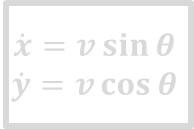 ẋ = v sin θ
ẏ = v cos θ